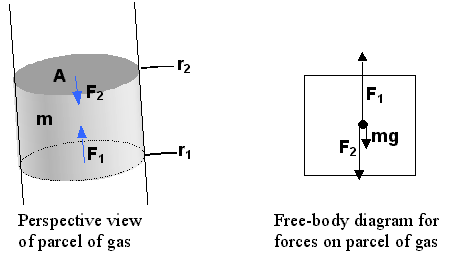 A
r2
F2
m
F1
r1
F1
F2
mg
Perspective view
of parcel of gas
Free-body diagram for
forces on parcel of gas